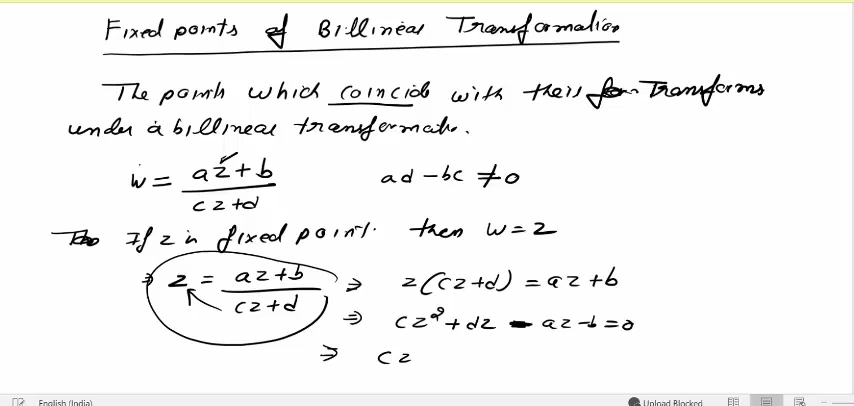 Fixed points of Billinear Transformation
The points which coincide with their Transforms
under a billinear transformatn.
w = az+b / cz+d ad – bc ≠ 0
If z is fixed point. then w = z
⇒ z = az+b / cz+d ⇒ z(cz+d) = az+b
⇒ cz² + dz – az – b = 0
⇒ cz
English (India) Upload Blocked